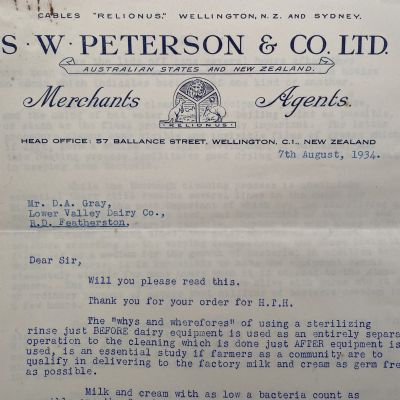 CABLES "RELIONUS." WELLINGTON, N.Z. AND SYDNEY.
S. W. PETERSON & CO. LTD.
AUSTRALIAN STATES AND NEW ZEALAND.
Merchants Agents.
RELIONUS
HEAD OFFICE: 57 BALLANCE STREET, WELLINGTON, C.1., NEW ZEALAND
7th August, 1934.
Mr. D.A. Gray,
Lower Valley Dairy Co.,
R.D. Featherston.
Dear Sir,
Will you please read this.
Thank you for your order for H.T.H.
The "whys and wherefores" of using a sterilizing
rinse just BEFORE dairy equipment is used as an entirely separa
operation to the cleaning which is done just AFTER equipment is
used, is an essential study if farmers as a community are to
qualify in delivering to the factory milk and cream as germ fre
as possible.
Milk and cream with as low a bacteria count as